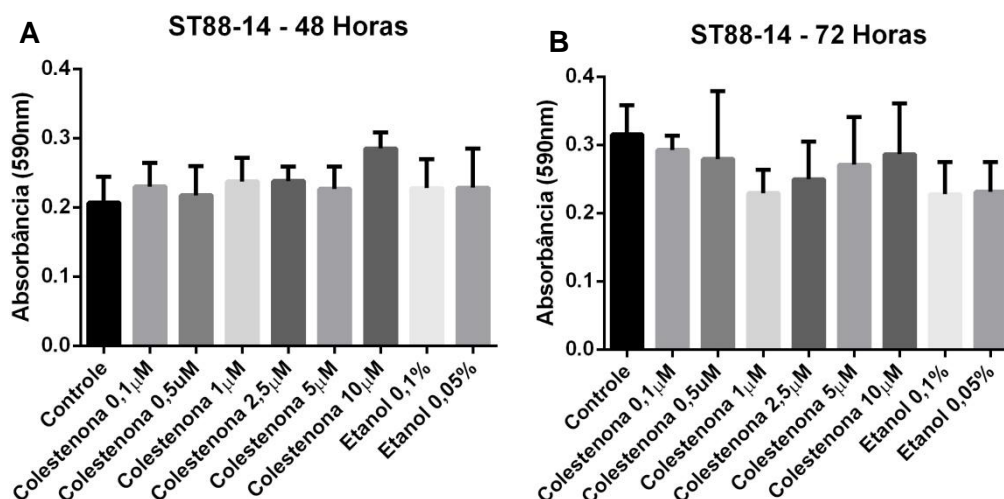 A
ST88-14 - 48 Horas
Absorbância (590nm)
0.4
0.3
0.2
0.1
0.0
Controle
Colestenona 0,1μM
Colestenona 0,5uM
Colestenona 1μM
Colestenona 2,5μM
Colestenona 5μM
Colestenona 10μM
Etanol 0,1%
Etanol 0,05%
B
ST88-14 - 72 Horas
Absorbância (590nm)
0.4
0.3
0.2
0.1
0.0
Controle
Colestenona 0,1μM
Colestenona 0,5uM
Colestenona 1μM
Colestenona 2,5μM
Colestenona 5μM
Colestenona 10μM
Etanol 0,1%
Etanol 0,05%